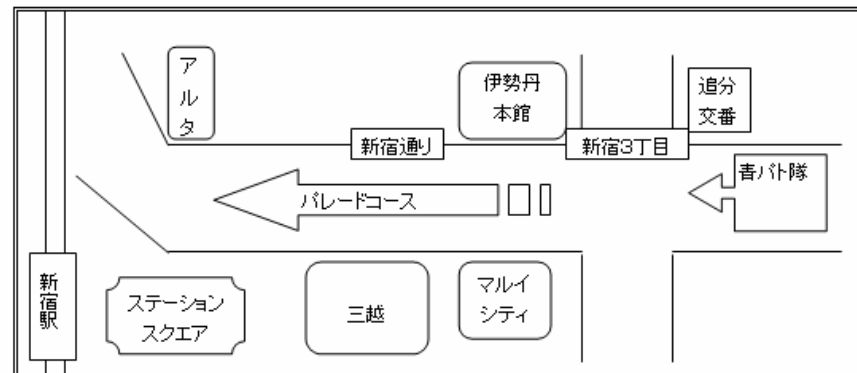 アルタ
伊勢丹
本館
追分
交番
新宿通り
新宿3丁目
青パト隊
パレードコース
新宿駅
ステーション
スクエア
三越
マルイ
シティ